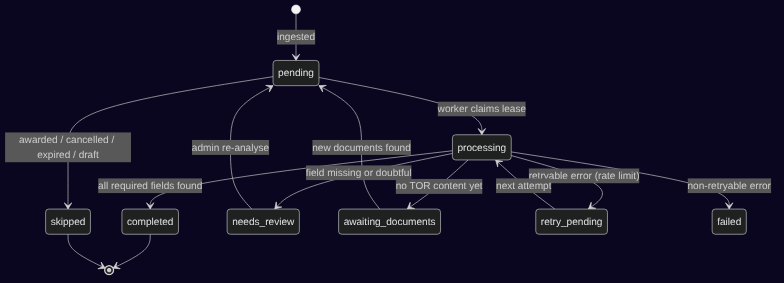 ingested
pending
worker claims lease
awarded / cancelled /
expired / draft
admin re-analyse
new documents found
processing
field missing or doubtful
retryable error (rate limit)
all required fields found
no TOR content yet
next attempt
non-retryable error
skipped
completed
needs_review
awaiting_documents
retry_pending
failed